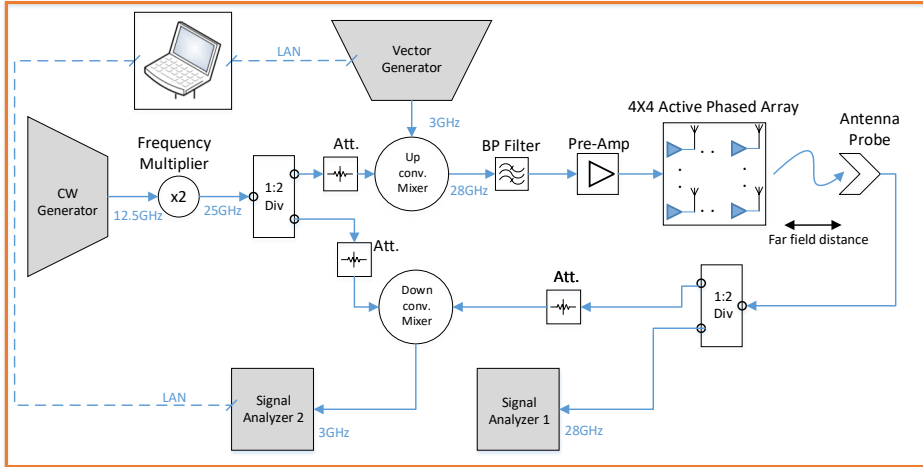 LAN
Vector
Generator
4X4 Active Phased Array
Antenna
Probe
3GHz
Frequency
Multiplier
Att.
BP Filter
Pre-Amp
CW
Generator
x2
1:2
Div
Up
conv.
Mixer
12.5GHz
25GHz
28GHz
Far field distance
Att.
Down
conv.
Mixer
Att.
1:2
Div
LAN
Signal
Analyzer 2
3GHz
Signal
Analyzer 1
28GHz